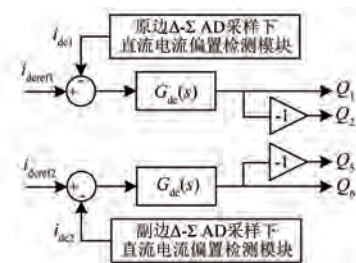 原边Δ-Σ AD采样下
直流电流偏置检测模块
i_dc1
i_dcref1
+
-
G_dc(s)
Q_1
-1
Q_2
-1
Q_5
i_dcref2
+
-
G_dc(s)
Q_6
i_dc2
副边Δ-Σ AD采样下
直流电流偏置检测模块